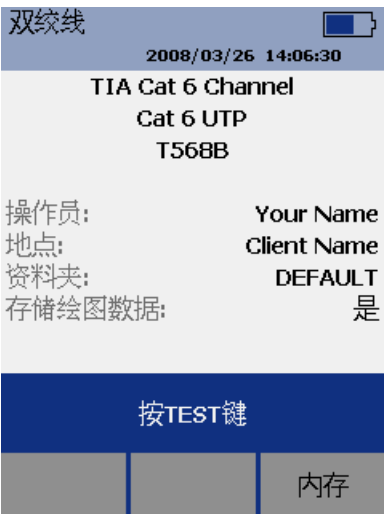 双绞线
2008/03/26 14:06:30
TIA Cat 6 Channel
Cat 6 UTP
T568B
操作员: Your Name
地点: Client Name
资料夹: DEFAULT
存储绘图数据: 是
按TEST键
内存